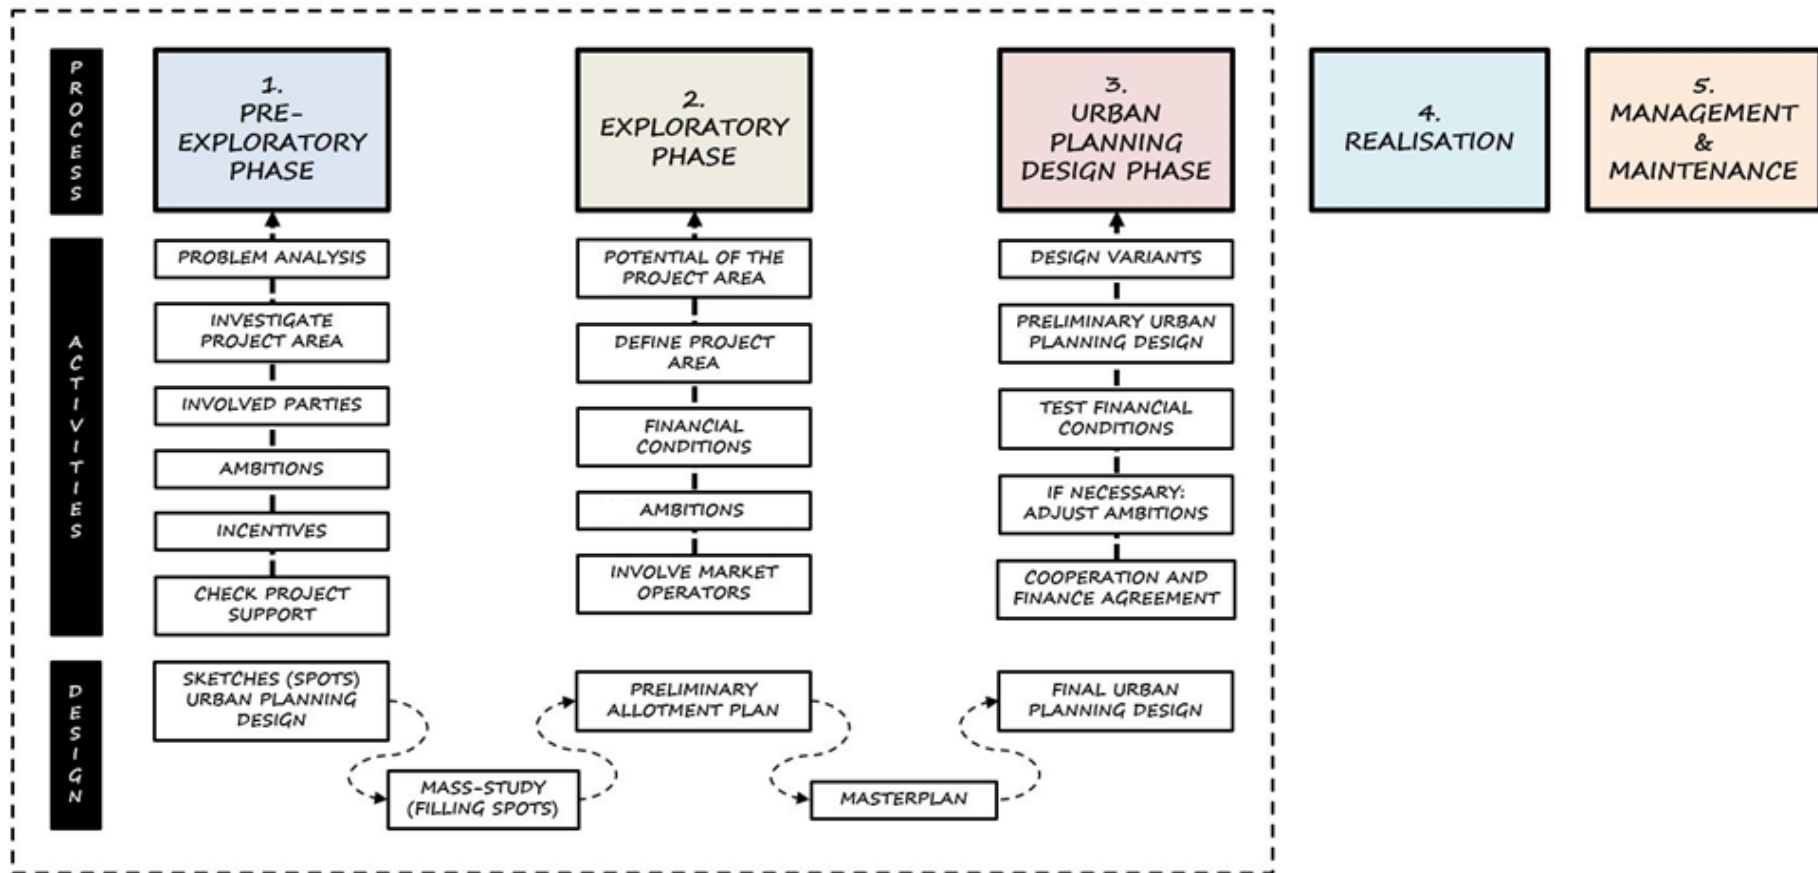 PROCESS
1.
PRE-
EXPLORATORY
PHASE
2.
EXPLORATORY
PHASE
3.
URBAN
PLANNING
DESIGN PHASE
4.
REALISATION
5.
MANAGEMENT
&
MAINTENANCE
ACTIVITIES
PROBLEM ANALYSIS
INVESTIGATE
PROJECT AREA
INVOLVED PARTIES
AMBITIONS
INCENTIVES
CHECK PROJECT
SUPPORT
POTENTIAL OF THE
PROJECT AREA
DEFINE PROJECT
AREA
FINANCIAL
CONDITIONS
AMBITIONS
INVOLVE MARKET
OPERATORS
DESIGN VARIANTS
PRELIMINARY URBAN
PLANNING DESIGN
TEST FINANCIAL
CONDITIONS
IF NECESSARY:
ADJUST AMBITIONS
COOPERATION AND
FINANCE AGREEMENT
DESIGN
SKETCHES (SPOTS)
URBAN PLANNING
DESIGN
MASS-STUDY
(FILLING SPOTS)
PRELIMINARY
ALLOTMENT PLAN
MASTERPLAN
FINAL URBAN
PLANNING DESIGN